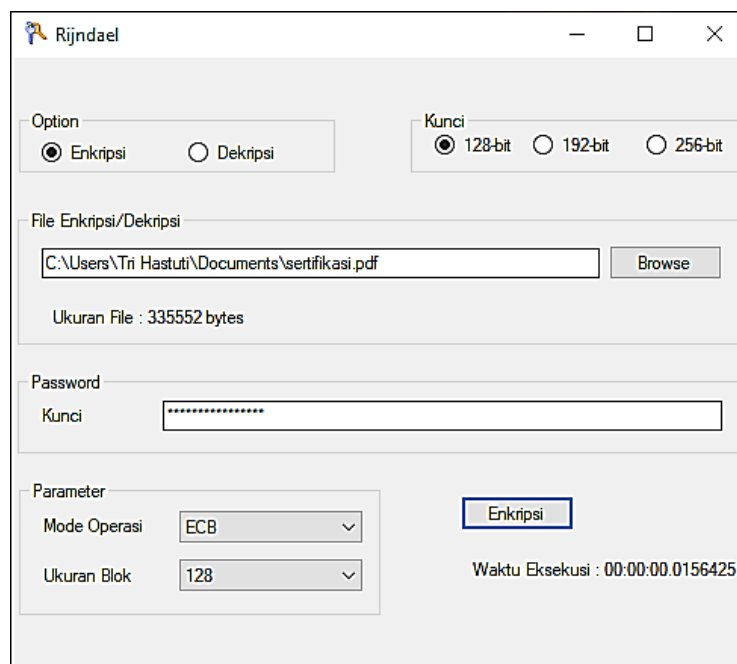 Rijndael
Option
Enkripsi Dekripsi
Kunci
128-bit 192-bit 256-bit
File Enkripsi/Dekripsi
C:\Users\Tri Hastuti\Documents\sertifikasi.pdf
Browse
Ukuran File : 335552 bytes
Password
Kunci
****************
Parameter
Mode Operasi
ECB
Ukuran Blok
128
Enkripsi
Waktu Eksekusi : 00:00:00.0156425